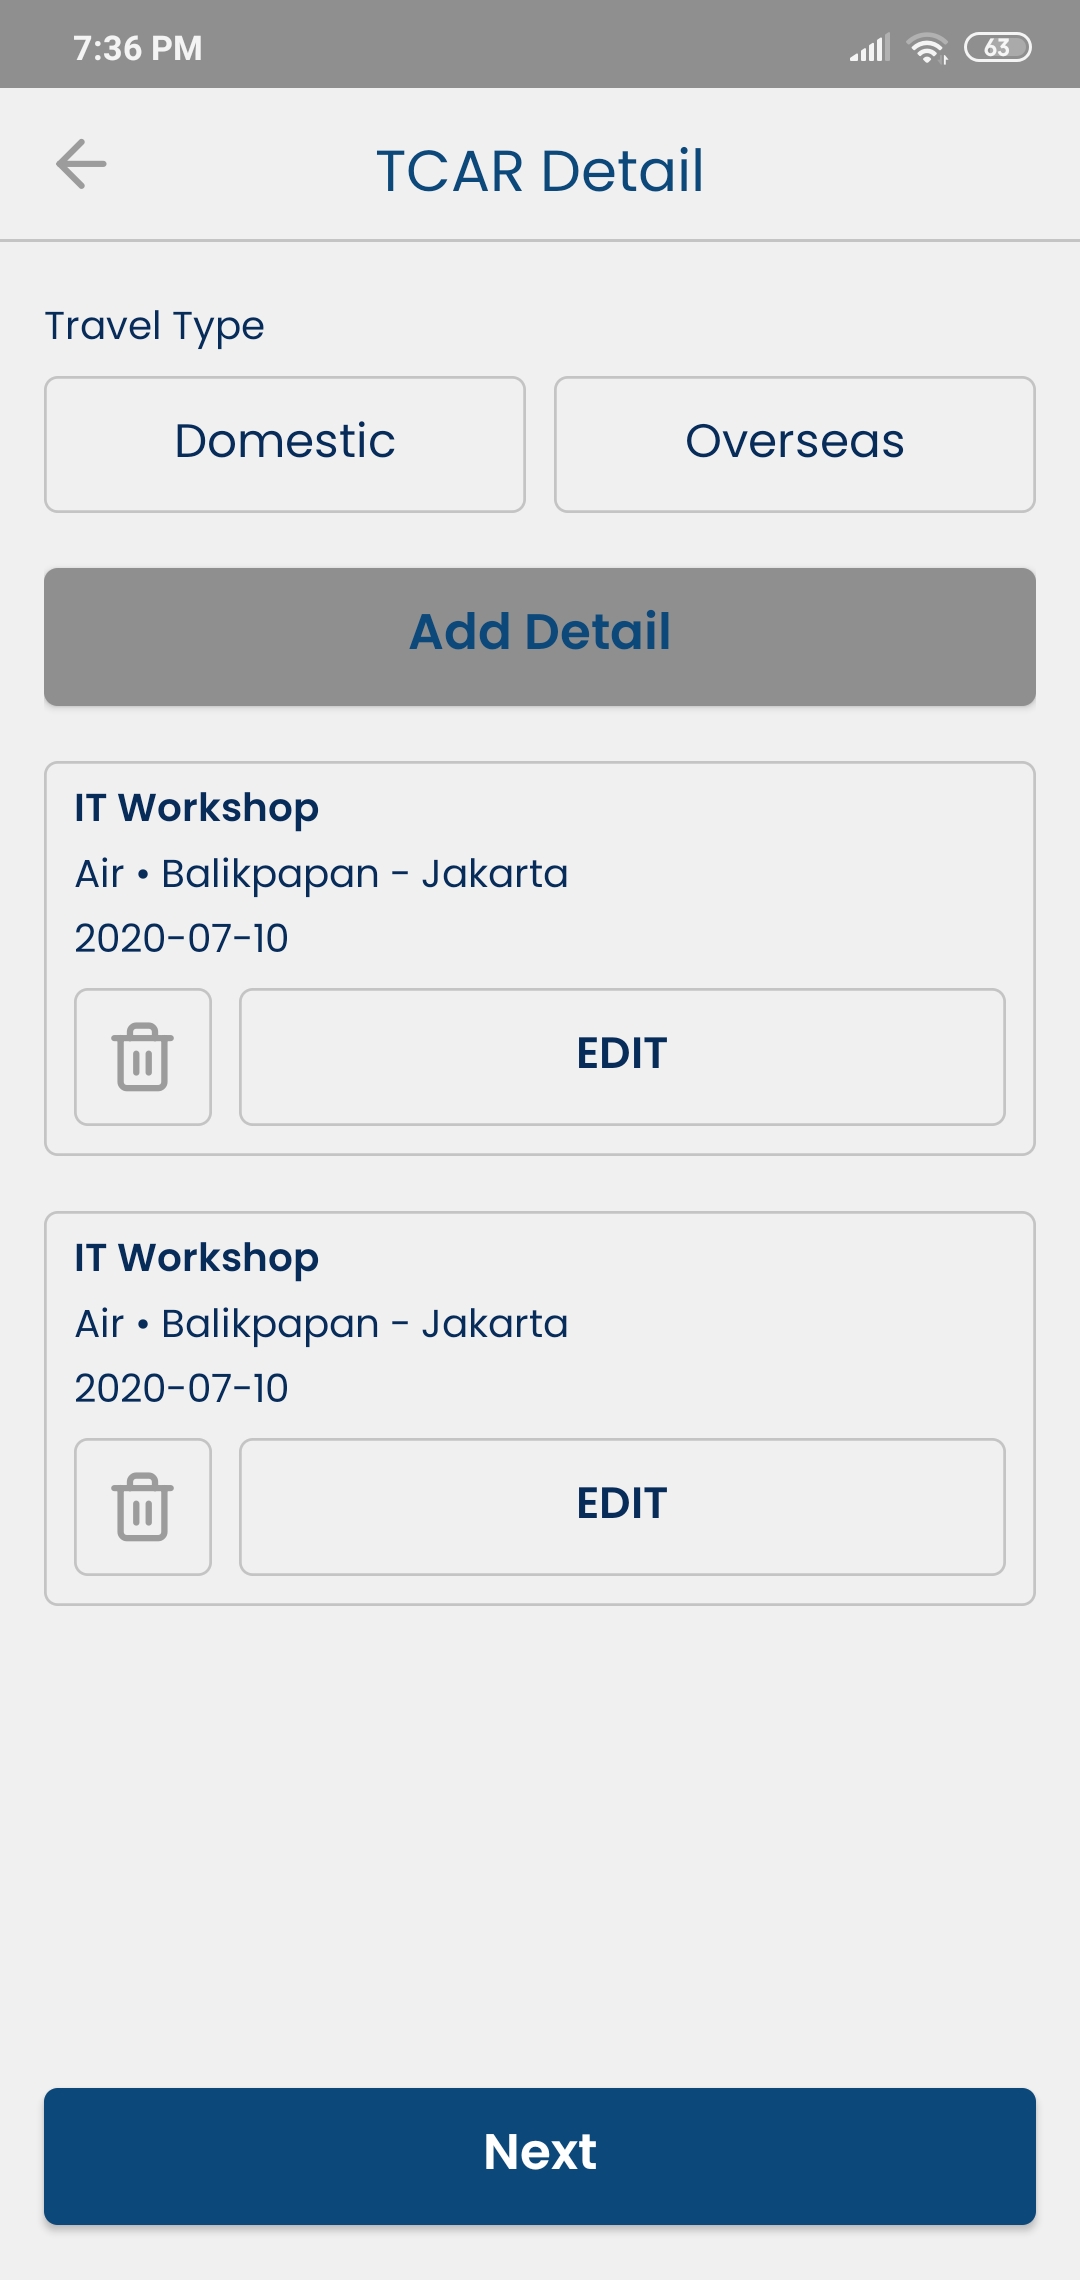 7:36 PM
63
TCAR Detail
Travel Type
Domestic
Overseas
Add Detail
IT Workshop
Air • Balikpapan - Jakarta
2020-07-10
EDIT
IT Workshop
Air • Balikpapan - Jakarta
2020-07-10
EDIT
Next